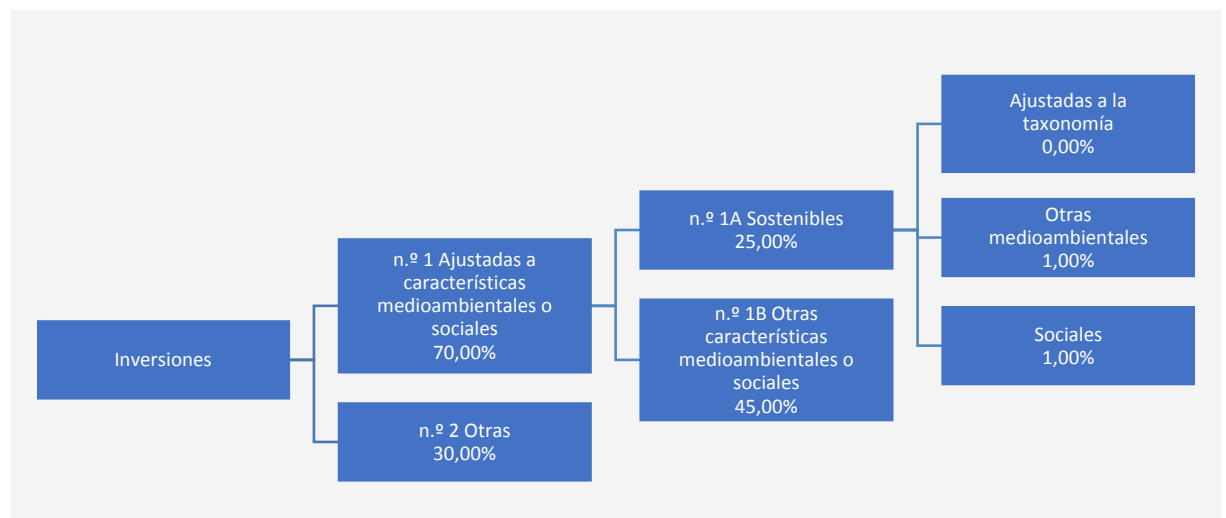 Inversiones
n.º 1 Ajustadas a
características
medioambientales o
sociales
70,00%
n.º 2 Otras
30,00%
n.º 1A Sostenibles
25,00%
n.º 1B Otras
características
medioambientales o
sociales
45,00%
Ajustadas a la
taxonomía
0,00%
Otras
medioambientales
1,00%
Sociales
1,00%